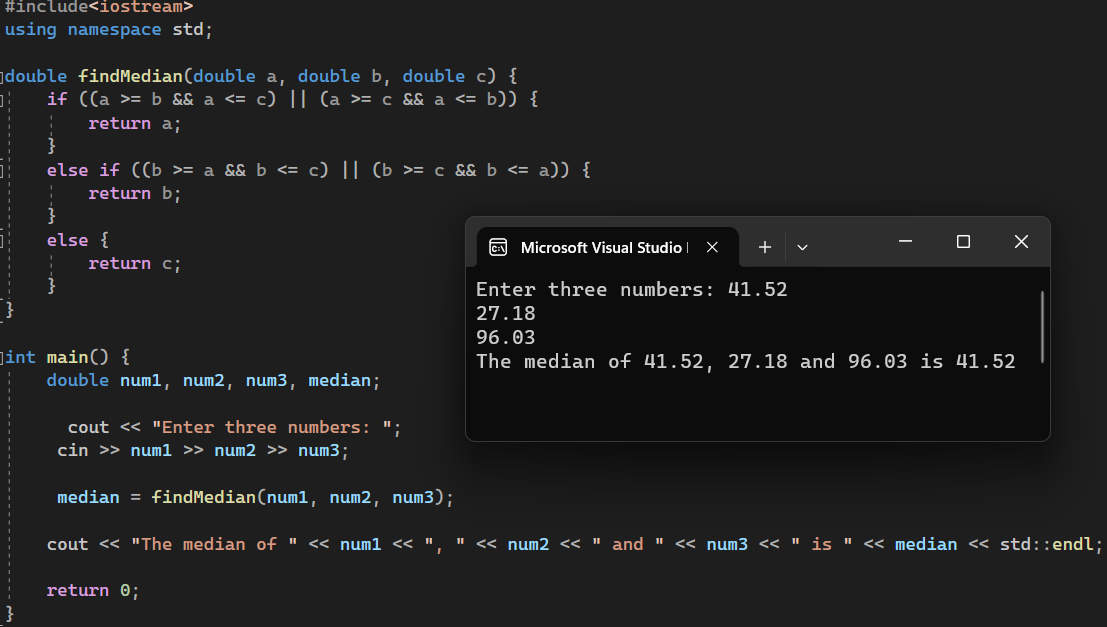 #include<iostream>
using namespace std;
double findMedian(double a, double b, double c) {
if ((a >= b && a <= c) || (a >= c && a <= b)) {
return a;
}
else if ((b >= a && b <= c) || (b >= c && b <= a)) {
return b;
}
else {
return c;
}
}
int main() {
double num1, num2, num3, median;
cout << "Enter three numbers: ";
cin >> num1 >> num2 >> num3;
median = findMedian(num1, num2, num3);
cout << "The median of " << num1 << ", " << num2 << " and " << num3 << " is " << median << std::endl;
return 0;
}
Microsoft Visual Studio
Enter three numbers: 41.52
27.18
96.03
The median of 41.52, 27.18 and 96.03 is 41.52